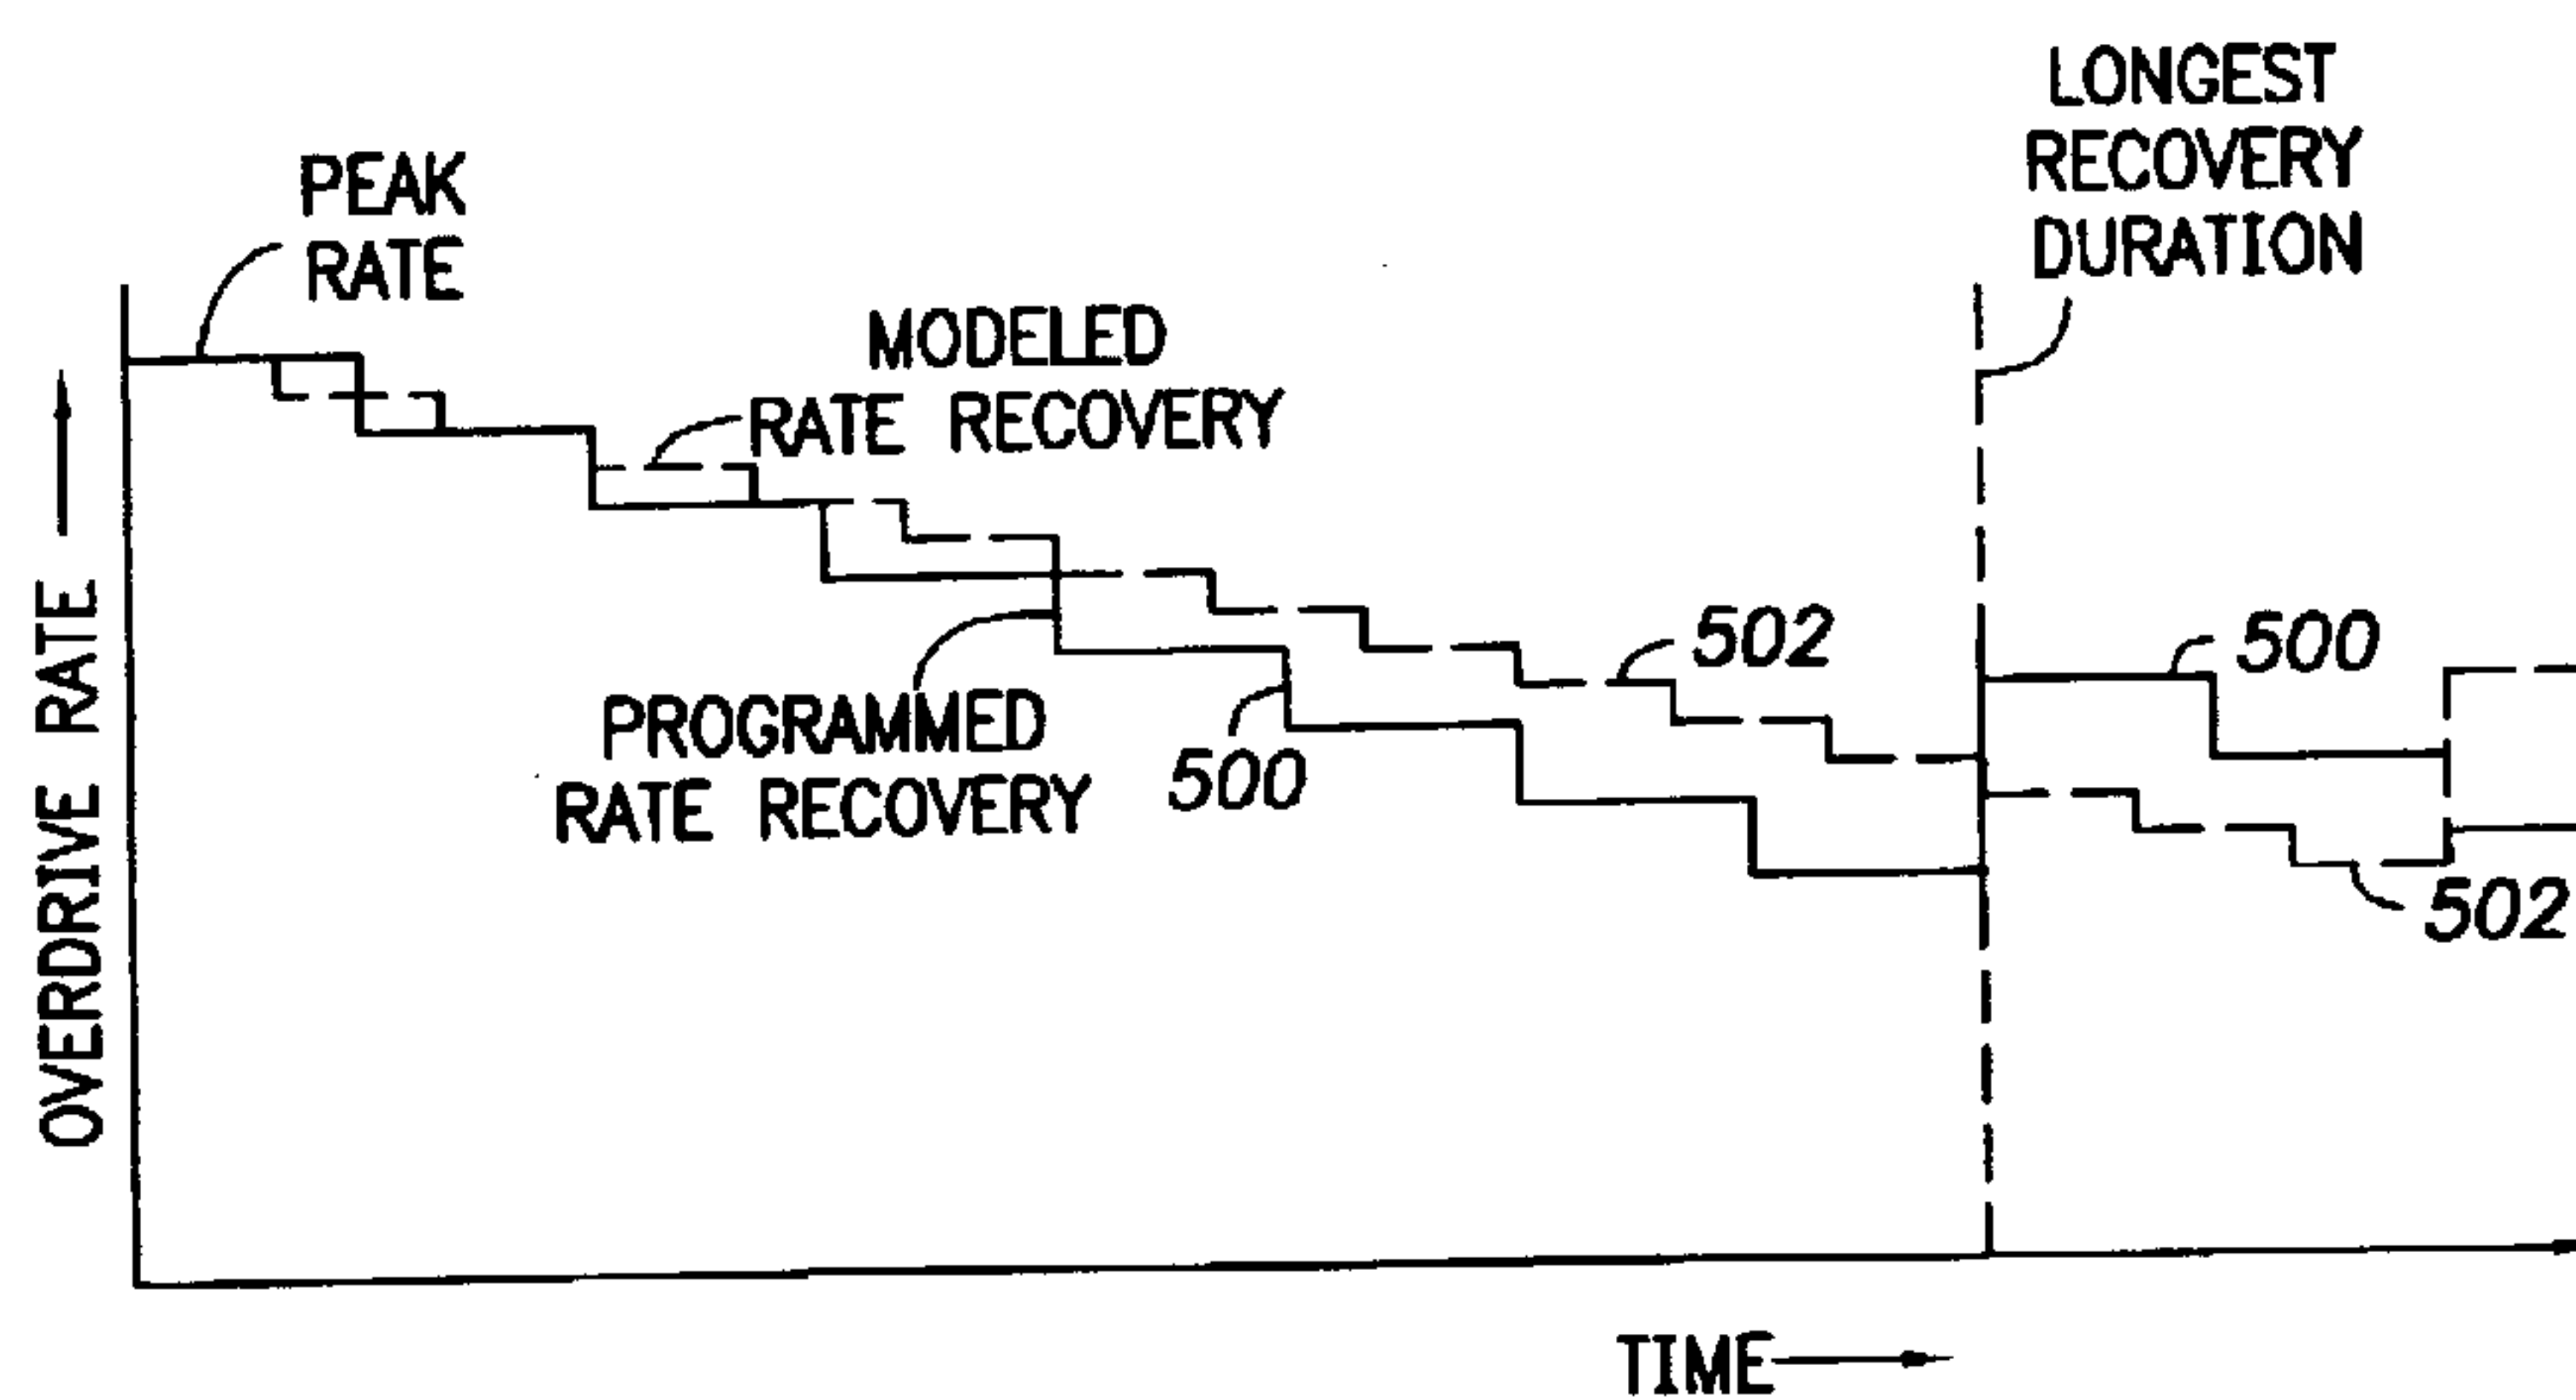 LONGEST
RECOVERY
DURATION
PEAK
RATE
MODELED
RATE RECOVERY
502
500
PROGRAMMED
RATE RECOVERY
500
502
OVERDRIVE RATE
TIME